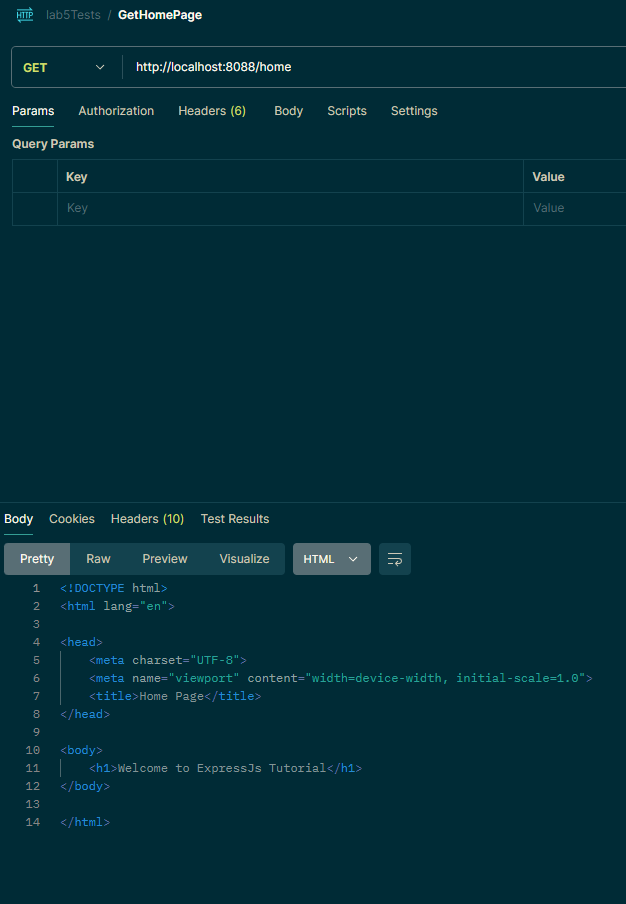 HTTP lab5Tests / GetHomePage
GET http://localhost:8088/home
Params Authorization Headers (6) Body Scripts Settings
Query Params
Key Value
Key Value
Body Cookies Headers (10) Test Results
Pretty Raw Preview Visualize HTML
1 <!DOCTYPE html>
2 <html lang="en">
3
4 <head>
5     <meta charset="UTF-8">
6     <meta name="viewport" content="width=device-width, initial-scale=1.0">
7     <title>Home Page</title>
8 </head>
9
10 <body>
11     <h1>Welcome to ExpressJs Tutorial</h1>
12 </body>
13
14 </html>